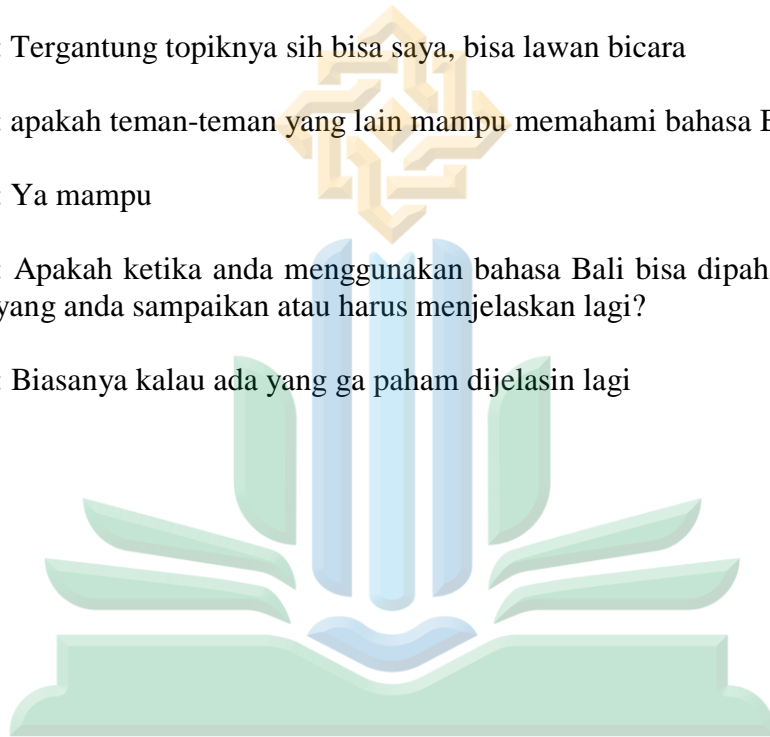 : Tergantung topiknya sih bisa saya, bisa lawan bicara
: apakah teman-teman yang lain mampu memahami bahasa
: Ya mampu
: Apakah ketika anda menggunakan bahasa Bali bisa
yang anda sampaikan atau harus menjelaskan lagi?
: Biasanya kalau ada yang ga paham dijelasin lagi